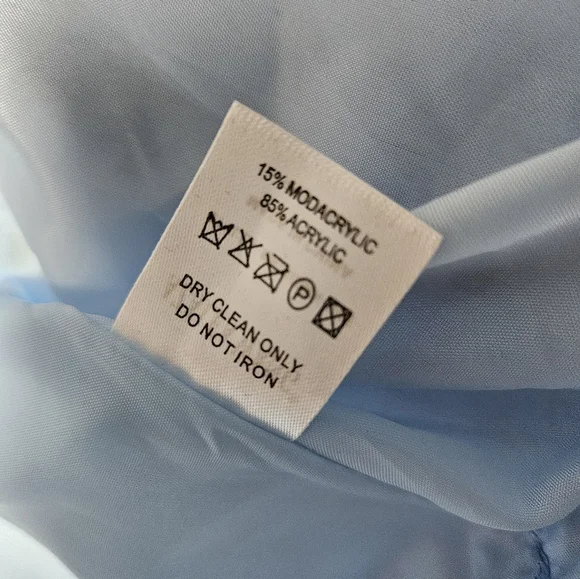 15% MODACRYLIC
85% ACRYLIC
P
DRY CLEAN ONLY
DO NOT IRON